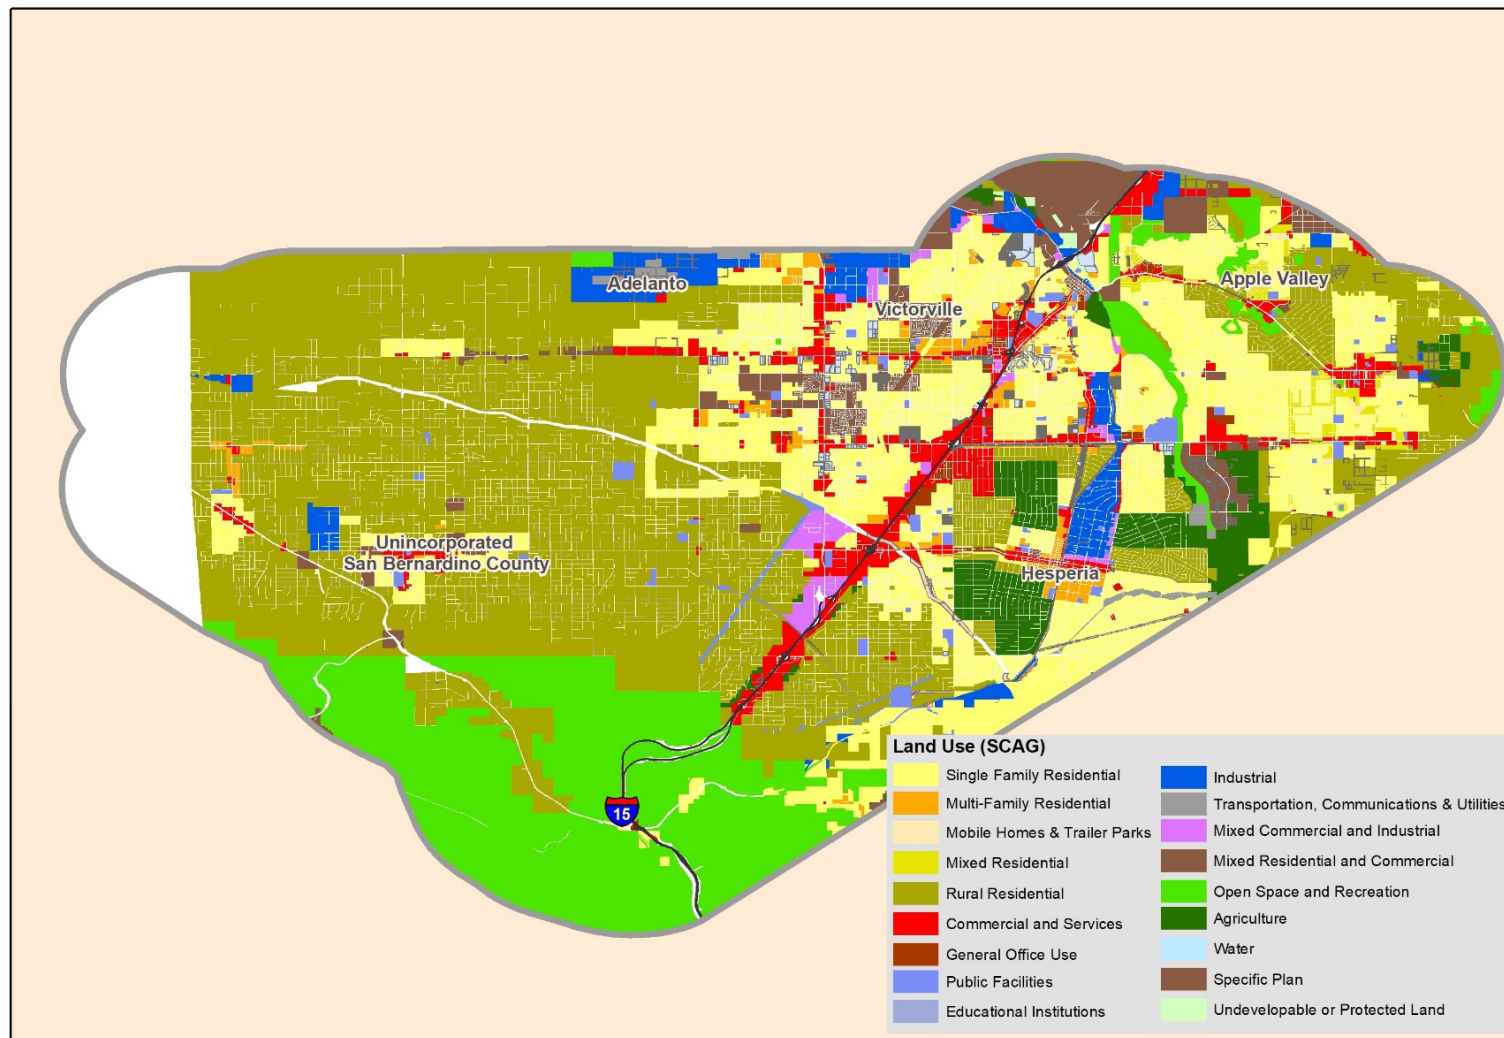 Adelanto
Victorville
Apple Valley
Unincorporated
San Bernardino County
Hesperia
15
Land Use (SCAG)
Single Family Residential
Multi-Family Residential
Mobile Homes & Trailer Parks
Mixed Residential
Rural Residential
Commercial and Services
General Office Use
Public Facilities
Educational Institutions
Industrial
Transportation, Communications & Utilities
Mixed Commercial and Industrial
Mixed Residential and Commercial
Open Space and Recreation
Agriculture
Water
Specific Plan
Undevelopable or Protected Land